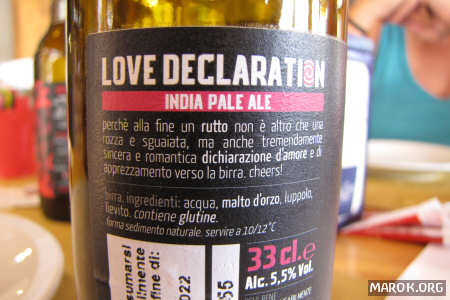 LOVE DECLARATION
INDIA PALE ALE
perchè alla fine un rutto non è altro che una
rozza e sguaiata, ma anche tremendamente
sincera e romantica dichiarazione d'amore e di
apprezzamento verso la birra. cheers!
birra. ingredienti: acqua, malto d'orzo, luppolo,
lievito. contiene glutine.
forma sedimento naturale. servire a 10/12°C
33 cl. e
Alc. 5,5% Vol.
MAROK.ORG